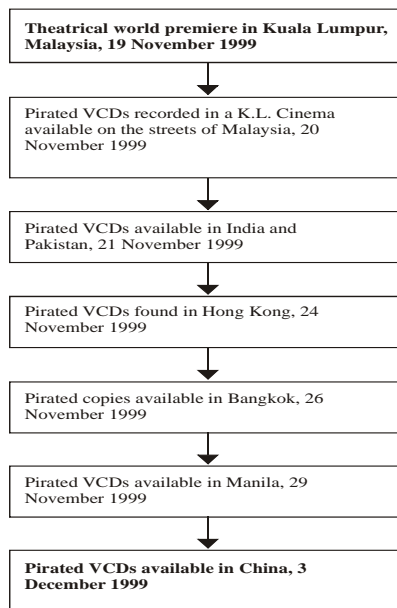 Theatrical world premiere in Kuala Lumpur,
Malaysia, 19 November 1999
Pirated VCDs recorded in a K.L. Cinema
available on the streets of Malaysia, 20
November 1999
Pirated VCDs available in India and
Pakistan, 21 November 1999
Pirated VCDs found in Hong Kong, 24
November 1999
Pirated copies available in Bangkok, 26
November 1999
Pirated VCDs available in Manila, 29
November 1999
Pirated VCDs available in China, 3
December 1999